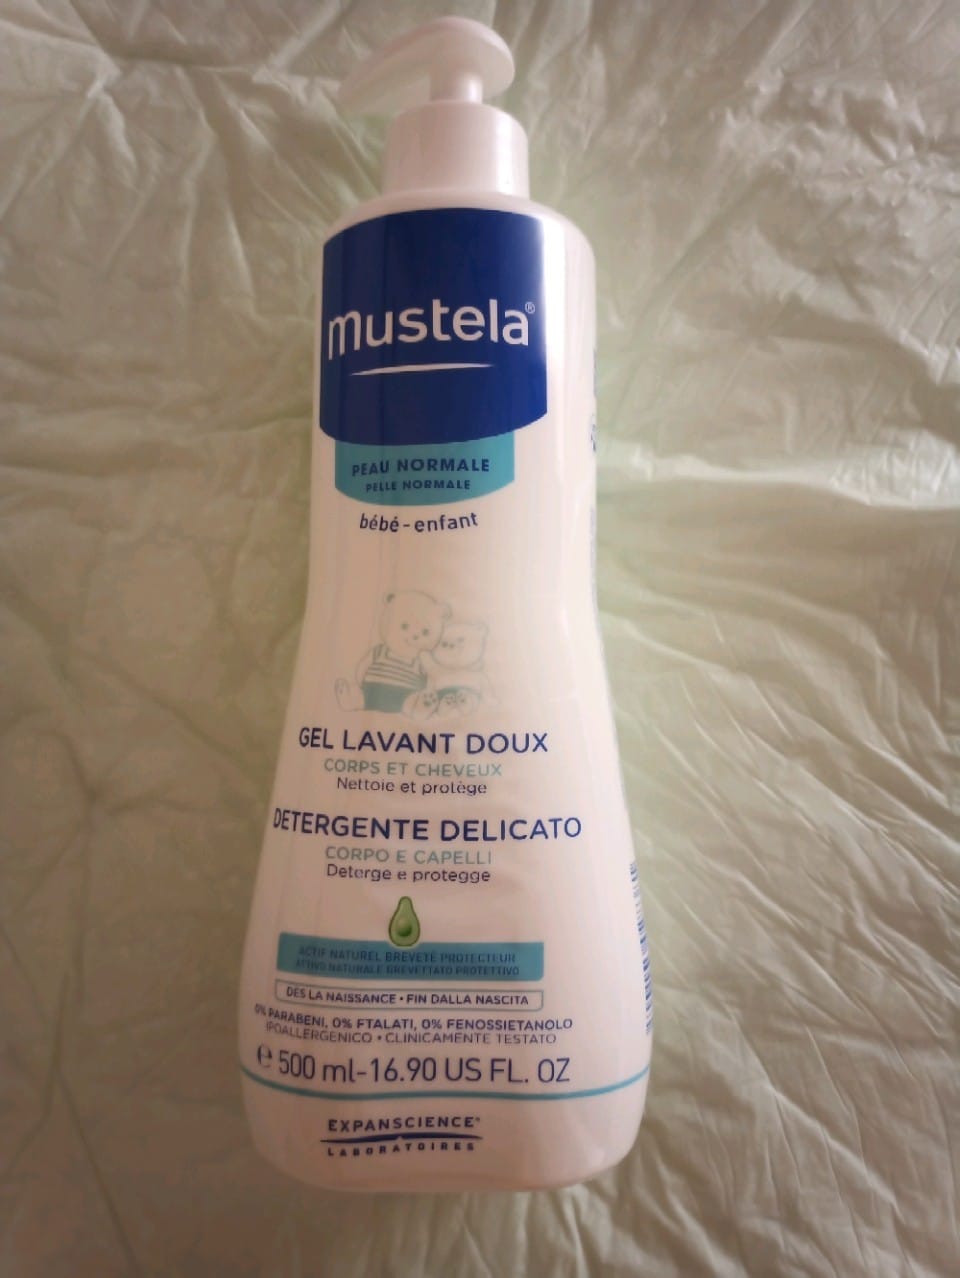 mustela®
PEAU NORMALE
PELLE NORMALE
bébé-enfant
GEL LAVANT DOUX
CORPS ET CHEVEUX
Nettoie et protège
DETERGENTE DELICATO
CORPO E CAPELLI
Deterge e protegge
ACTIF NATUREL BREVETÉ PROTECTEUR
ATTIVO NATURALE BREVETTATO PROTETTIVO
DÈS LA NAISSANCE • FIN DALLA NASCITA
0% PARABENI, 0% FTALATI, 0% FENOSSIETANOLO
IPOALLERGENICO • CLINICAMENTE TESTATO
e 500 ml-16.90 US FL. OZ
EXPANSCIENCE®
LABORATOIRES